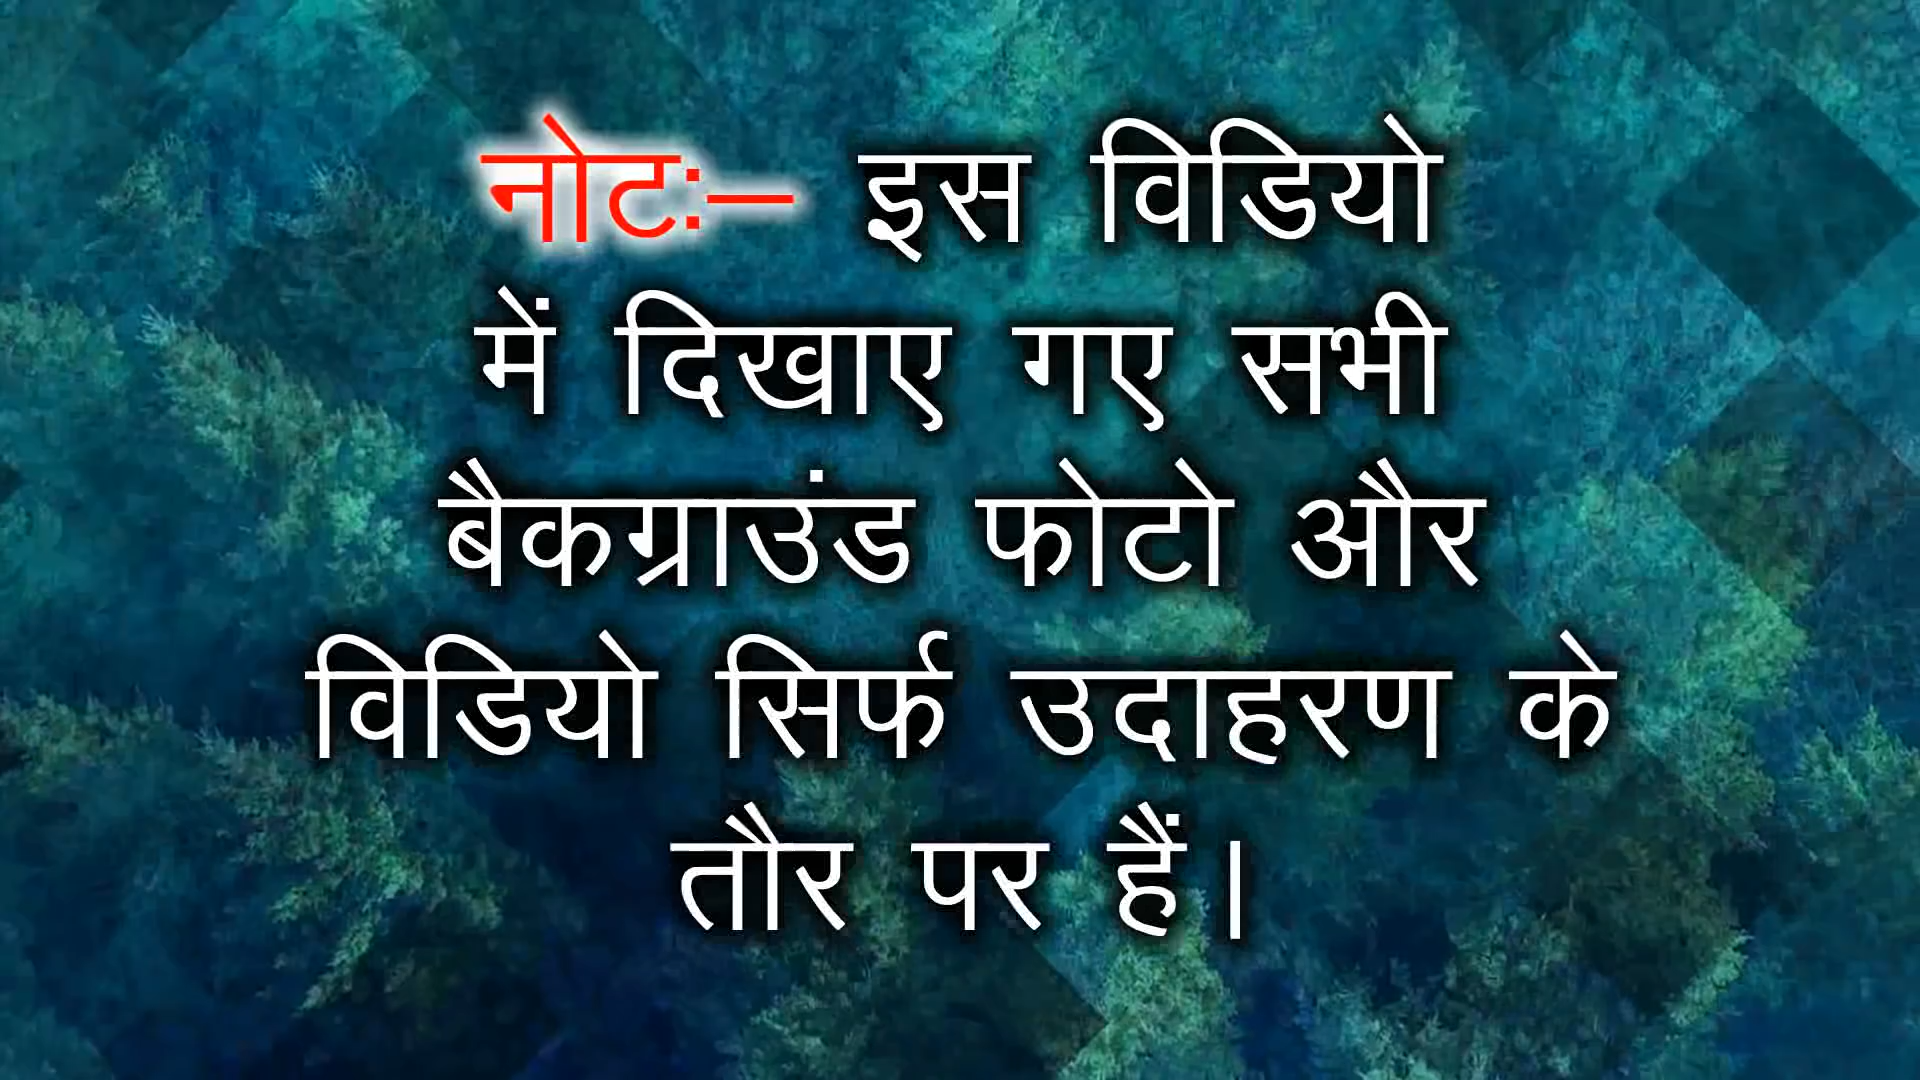 नोटः– इस विडियो
में दिखाए गए सभी
बैकग्राउंड फोटो और
विडियो सिर्फ उदाहरण के
तौर पर हैं।